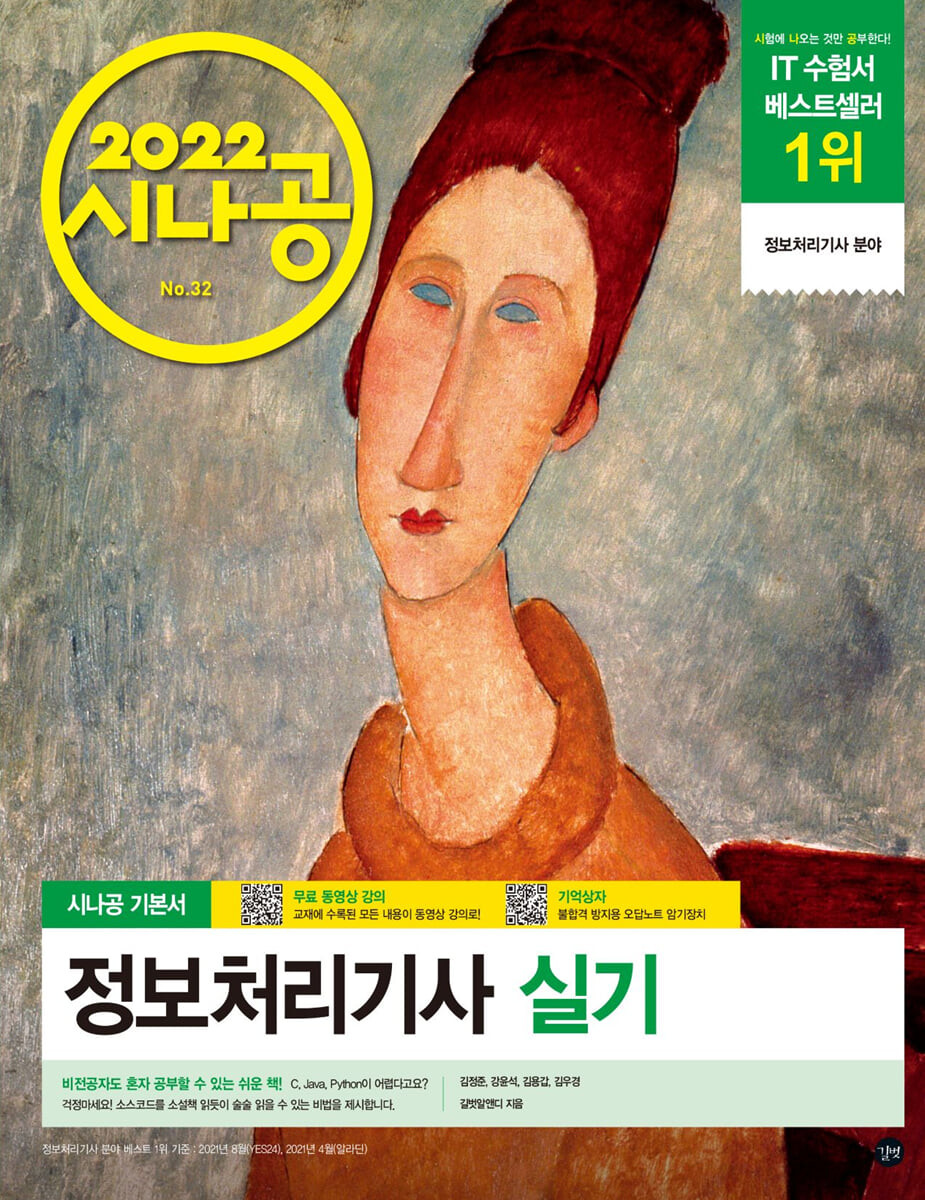 2022
시나공
No.32
시험에 나오는 것만 공부한다!
IT 수험서
베스트셀러
1위
정보처리기사 분야
시나공 기본서
무료 동영상 강의
교재에 수록된 모든 내용이 동영상 강의로!
기억상자
불합격 방지용 오답노트 암기장치
정보처리기사 실기
비전공자도 혼자 공부할 수 있는 쉬운 책! C, Java, Python이 어렵다고요?
걱정마세요! 소스코드를 소설책 읽듯이 술술 읽을 수 있는 비법을 제시합니다.
김정준, 강윤석, 김용갑, 김우경
길벗알앤디 지음
정보처리기사 분야 베스트 1위 기준 : 2021년 8월(YES24), 2021년 4월(알라딘)
길벗